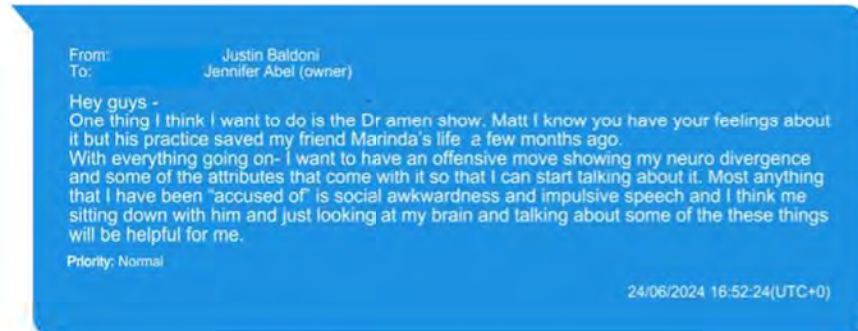 From: Justin Baldoni
To: Jennifer Abel (owner)
Hey guys -
One thing I think I want to do is the Dr amen show. Matt I know you have your feelings about
it but his practice saved my friend Marinda's life a few months ago.
With everything going on- I want to have an offensive move showing my neuro divergence
and some of the attributes that come with it so that I can start talking about it. Most anything
that I have been "accused of" is social awkwardness and impulsive speech and I think me
sitting down with him and just looking at my brain and talking about some of the these things
will be helpful for me.
Priority: Normal
24/06/2024 16:52:24(UTC+0)